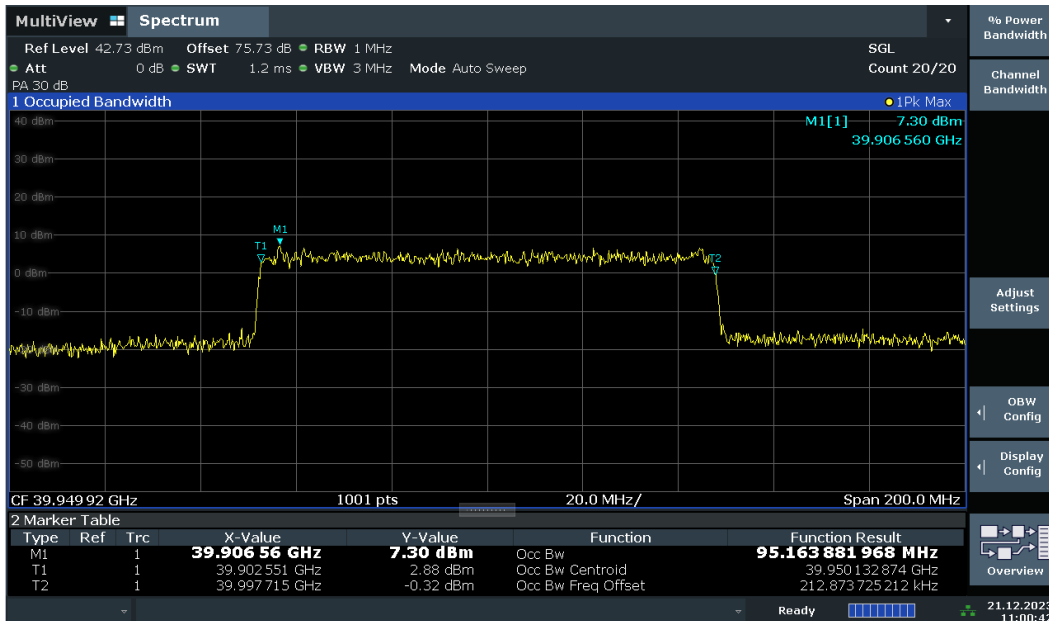 MultiView Spectrum
Ref Level 42.73 dBm Offset 75.73 dB RBW 1 MHz SGL
Att 0 dB SWT 1.2 ms VBW 3 MHz Mode Auto Sweep Count 20/20
PA 30 dB
1 Occupied Bandwidth 1Pk Max
40 dBm
M1[1] 7.30 dBm
39.906 560 GHz
30 dBm
20 dBm
10 dBm
M1
T1
T2
0 dBm
-10 dBm
-30 dBm
-40 dBm
-50 dBm
CF 39.949 92 GHz 1001 pts 20.0 MHz/ Span 200.0 MHz
2 Marker Table
Type Ref Trc X-Value Y-Value Function Function Result
M1 1 39.906 56 GHz 7.30 dBm Occ Bw 95.163 881 968 MHz
T1 1 39.902 551 GHz 2.88 dBm Occ Bw Centroid 39.950 132 874 GHz
T2 1 39.997 715 GHz -0.32 dBm Occ Bw Freq Offset 212.873 725 212 kHz
Ready
21.12.2023
11:00:42
% Power
Bandwidth
Channel
Bandwidth
Adjust
Settings
OBW
Config
Display
Config
Overview